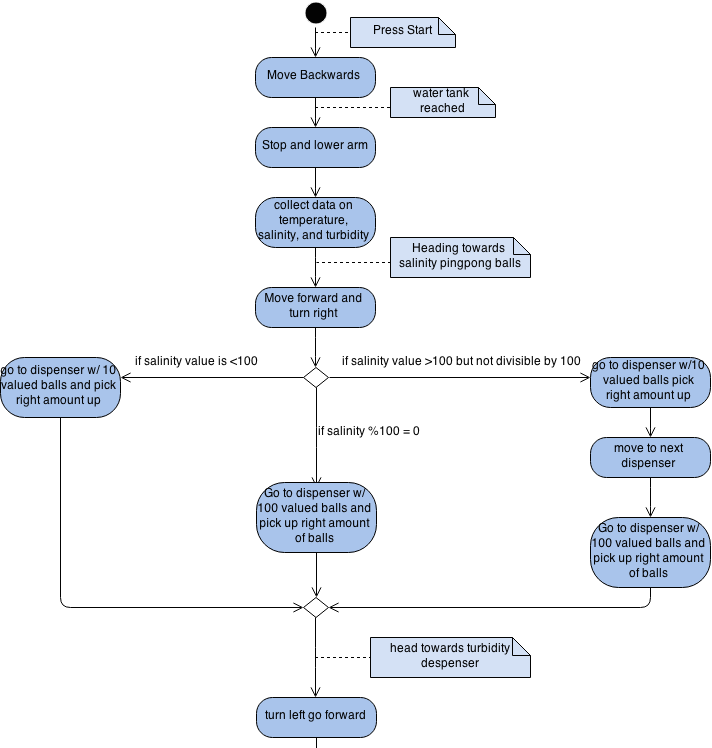 Press Start
Move Backwards
water tank
reached
Stop and lower arm
collect data on
temperature,
salinity, and turbidity
Heading towards
salinity pingpong balls
Move forward and
turn right
if salinity value is <100
if salinity value >100 but not divisible by 100
go to dispenser w/ 10
valued balls and pick
right amount up
go to dispenser w/10
valued balls pick
right amount up
if salinity %100 = 0
move to next
dispenser
Go to dispenser w/
100 valued balls and
pick up right amount
of balls
Go to dispenser w/
100 valued balls and
pick up right amount
of balls
head towards turbidity
despenser
turn left go forward